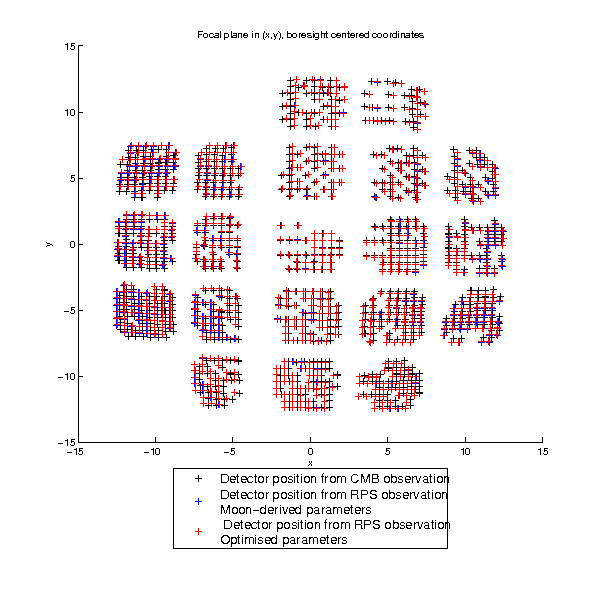 Focal plane in (x,y), boresight centered coordinates.
15
10
5
0
−5
−10
−15
y
−15
−10
−5
0
5
10
15
x
Detector position from CMB observation
Detector position from RPS observation
Moon−derived parameters
Detector position from RPS observation
Optimised parameters